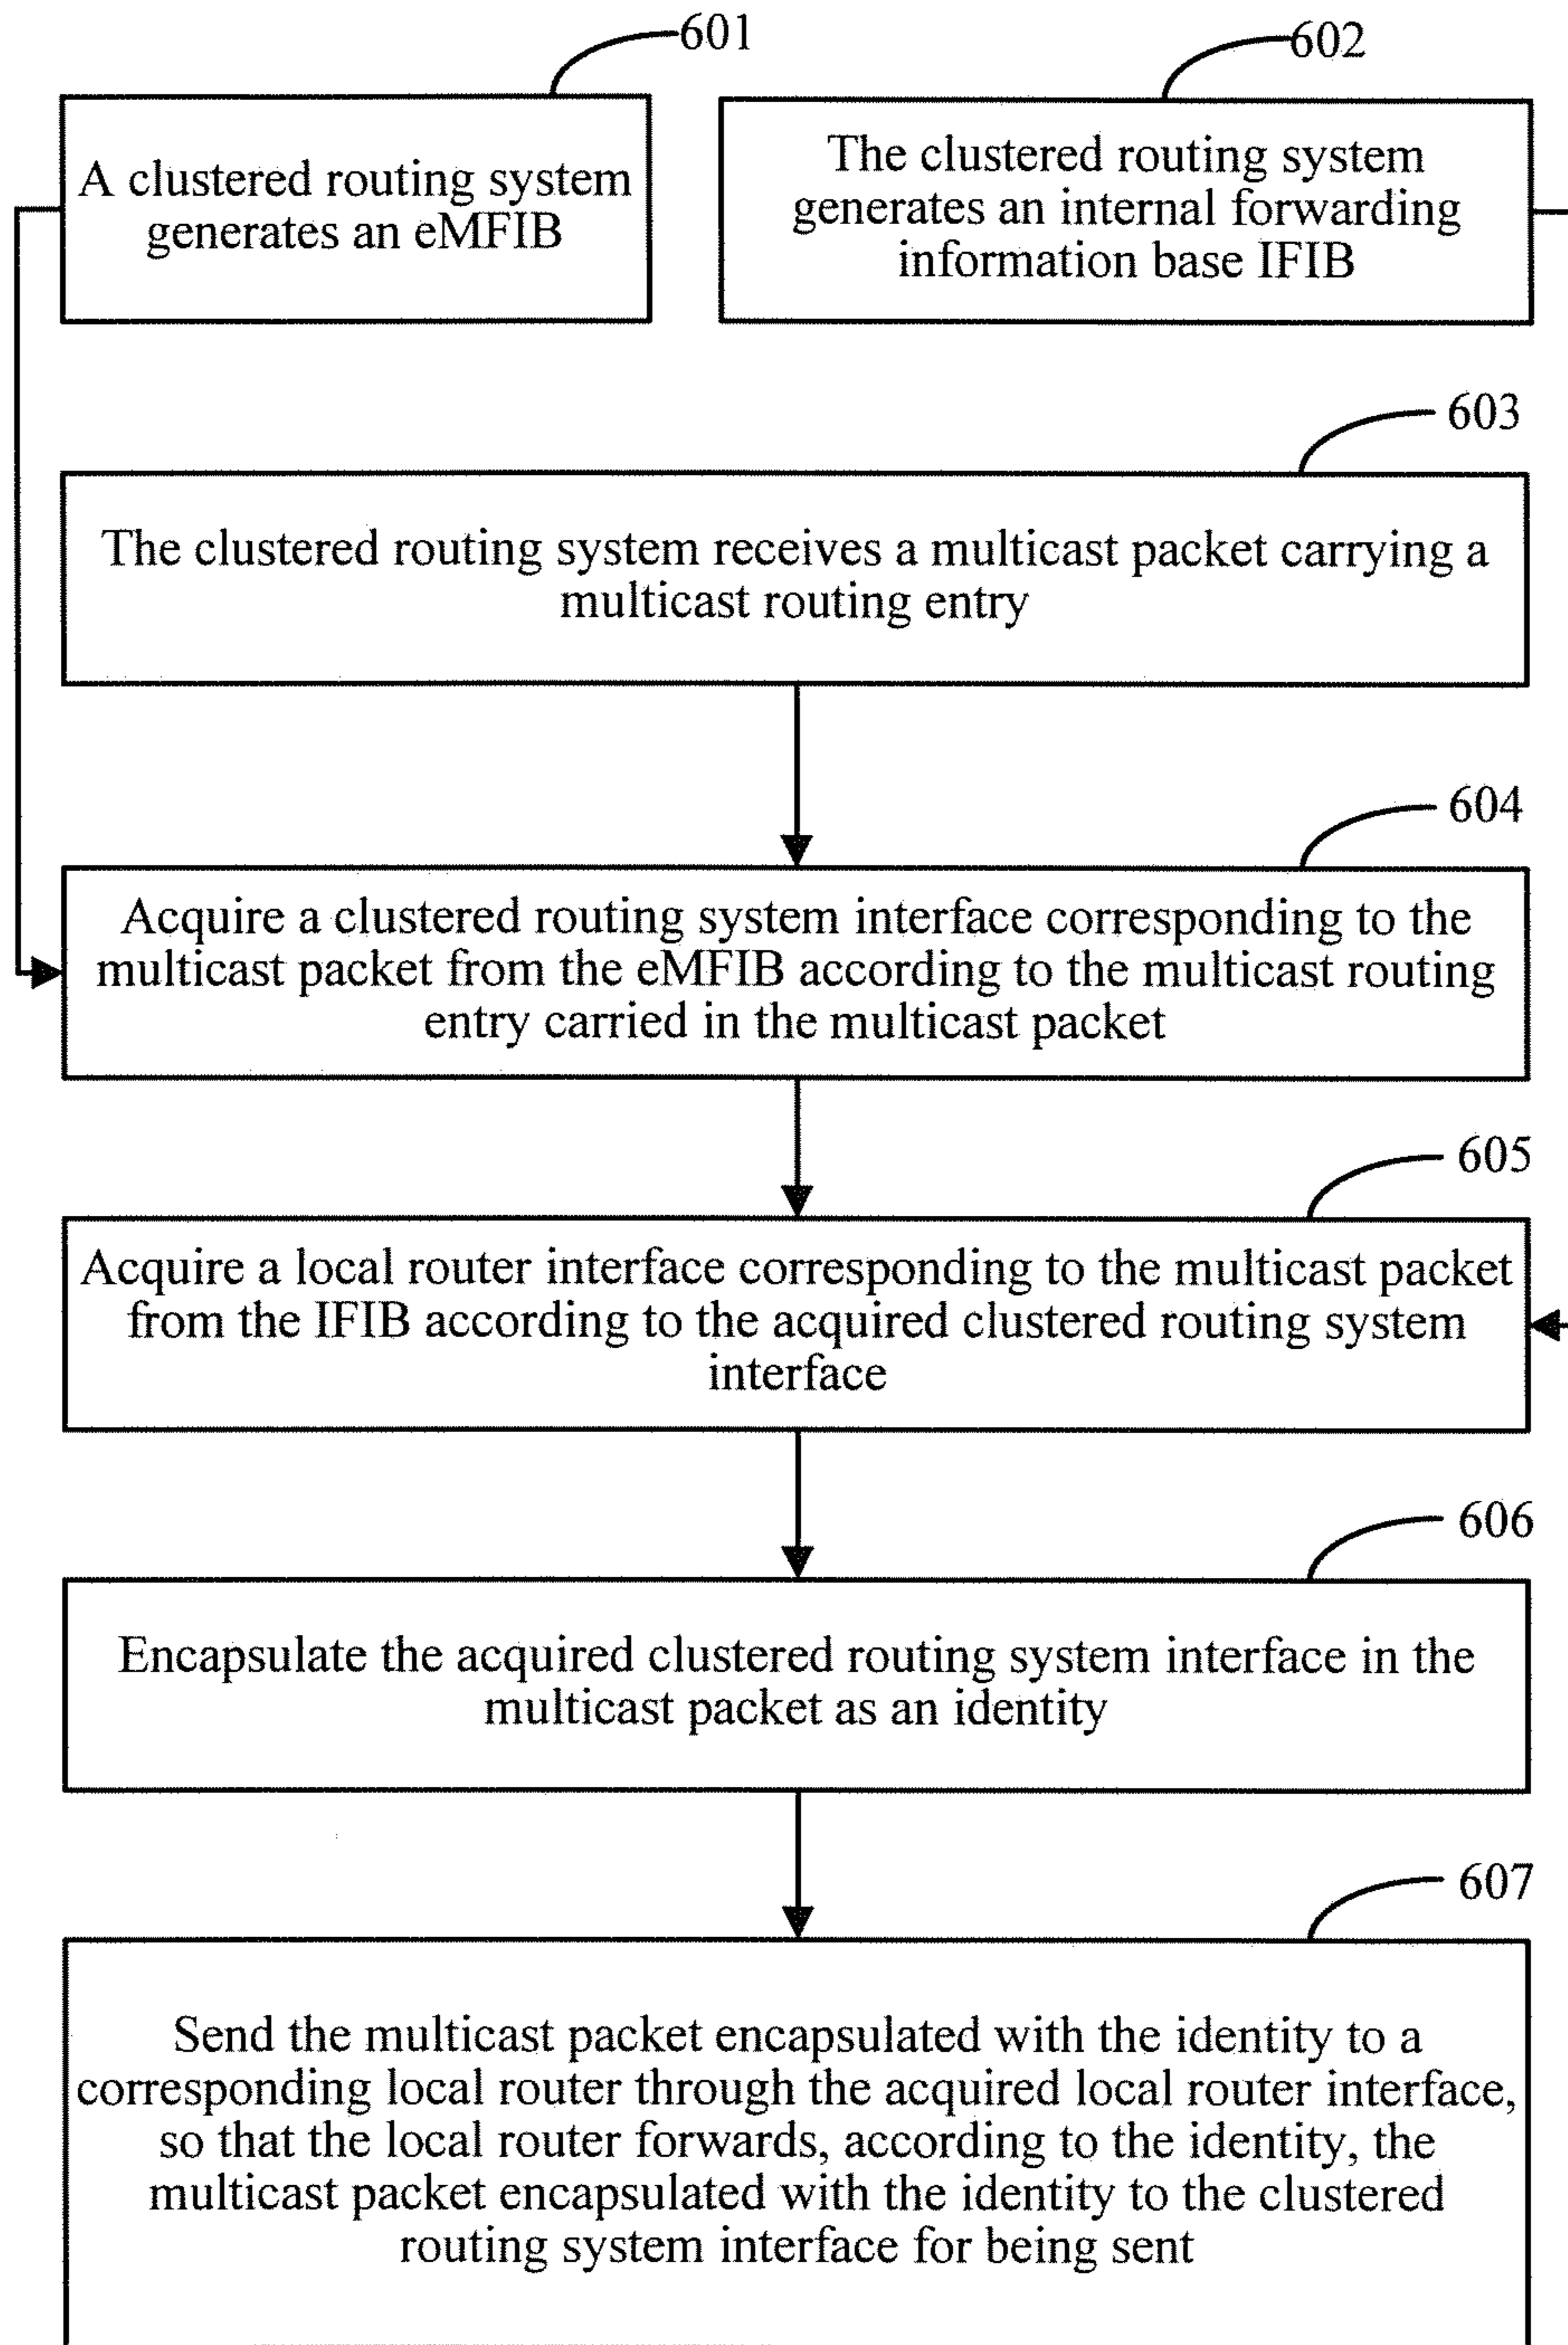 601
A clustered routing system
generates an eMFIB
602
The clustered routing system
generates an internal forwarding
information base IFIB
603
The clustered routing system receives a multicast packet carrying a
multicast routing entry
604
Acquire a clustered routing system interface corresponding to the
multicast packet from the eMFIB according to the multicast routing
entry carried in the multicast packet
605
Acquire a local router interface corresponding to the multicast packet
from the IFIB according to the acquired clustered routing system
interface
606
Encapsulate the acquired clustered routing system interface in the
multicast packet as an identity
607
Send the multicast packet encapsulated with the identity to a
corresponding local router through the acquired local router interface,
so that the local router forwards, according to the identity, the
multicast packet encapsulated with the identity to the clustered
routing system interface for being sent